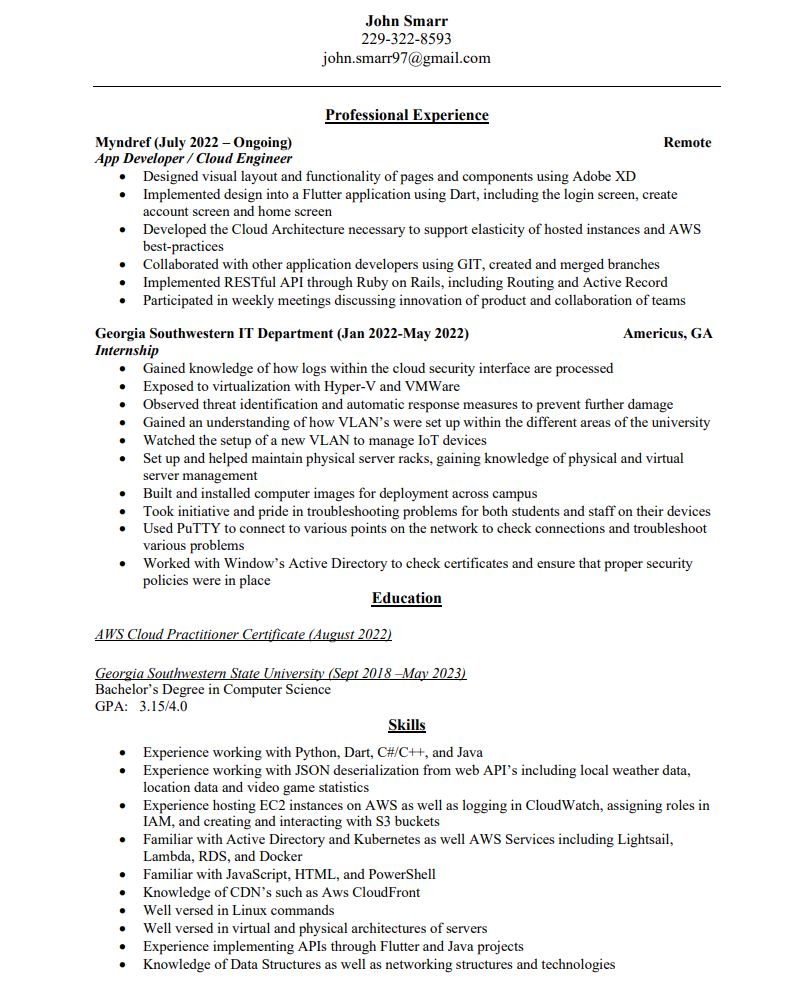 John Smarr
229-322-8593
john.smarr97@gmail.com
Professional Experience
Myndref (July 2022 – Ongoing) Remote
App Developer / Cloud Engineer
• Designed visual layout and functionality of pages and components using Adobe XD
• Implemented design into a Flutter application using Dart, including the login screen, create
account screen and home screen
• Developed the Cloud Architecture necessary to support elasticity of hosted instances and AWS
best-practices
• Collaborated with other application developers using GIT, created and merged branches
• Implemented RESTful API through Ruby on Rails, including Routing and Active Record
• Participated in weekly meetings discussing innovation of product and collaboration of teams
Georgia Southwestern IT Department (Jan 2022-May 2022) Americus, GA
Internship
• Gained knowledge of how logs within the cloud security interface are processed
• Exposed to virtualization with Hyper-V and VMWare
• Observed threat identification and automatic response measures to prevent further damage
• Gained an understanding of how VLAN’s were set up within the different areas of the university
• Watched the setup of a new VLAN to manage IoT devices
• Set up and helped maintain physical server racks, gaining knowledge of physical and virtual
server management
• Built and installed computer images for deployment across campus
• Took initiative and pride in troubleshooting problems for both students and staff on their devices
• Used PuTTY to connect to various points on the network to check connections and troubleshoot
various problems
• Worked with Window’s Active Directory to check certificates and ensure that proper security
policies were in place
Education
AWS Cloud Practitioner Certificate (August 2022)
Georgia Southwestern State University (Sept 2018 –May 2023)
Bachelor’s Degree in Computer Science
GPA: 3.15/4.0
Skills
• Experience working with Python, Dart, C#/C++, and Java
• Experience working with JSON deserialization from web API’s including local weather data,
location data and video game statistics
• Experience hosting EC2 instances on AWS as well as logging in CloudWatch, assigning roles in
IAM, and creating and interacting with S3 buckets
• Familiar with Active Directory and Kubernetes as well AWS Services including Lightsail,
Lambda, RDS, and Docker
• Familiar with JavaScript, HTML, and PowerShell
• Knowledge of CDN’s such as Aws CloudFront
• Well versed in Linux commands
• Well versed in virtual and physical architectures of servers
• Experience implementing APIs through Flutter and Java projects
• Knowledge of Data Structures as well as networking structures and technologies